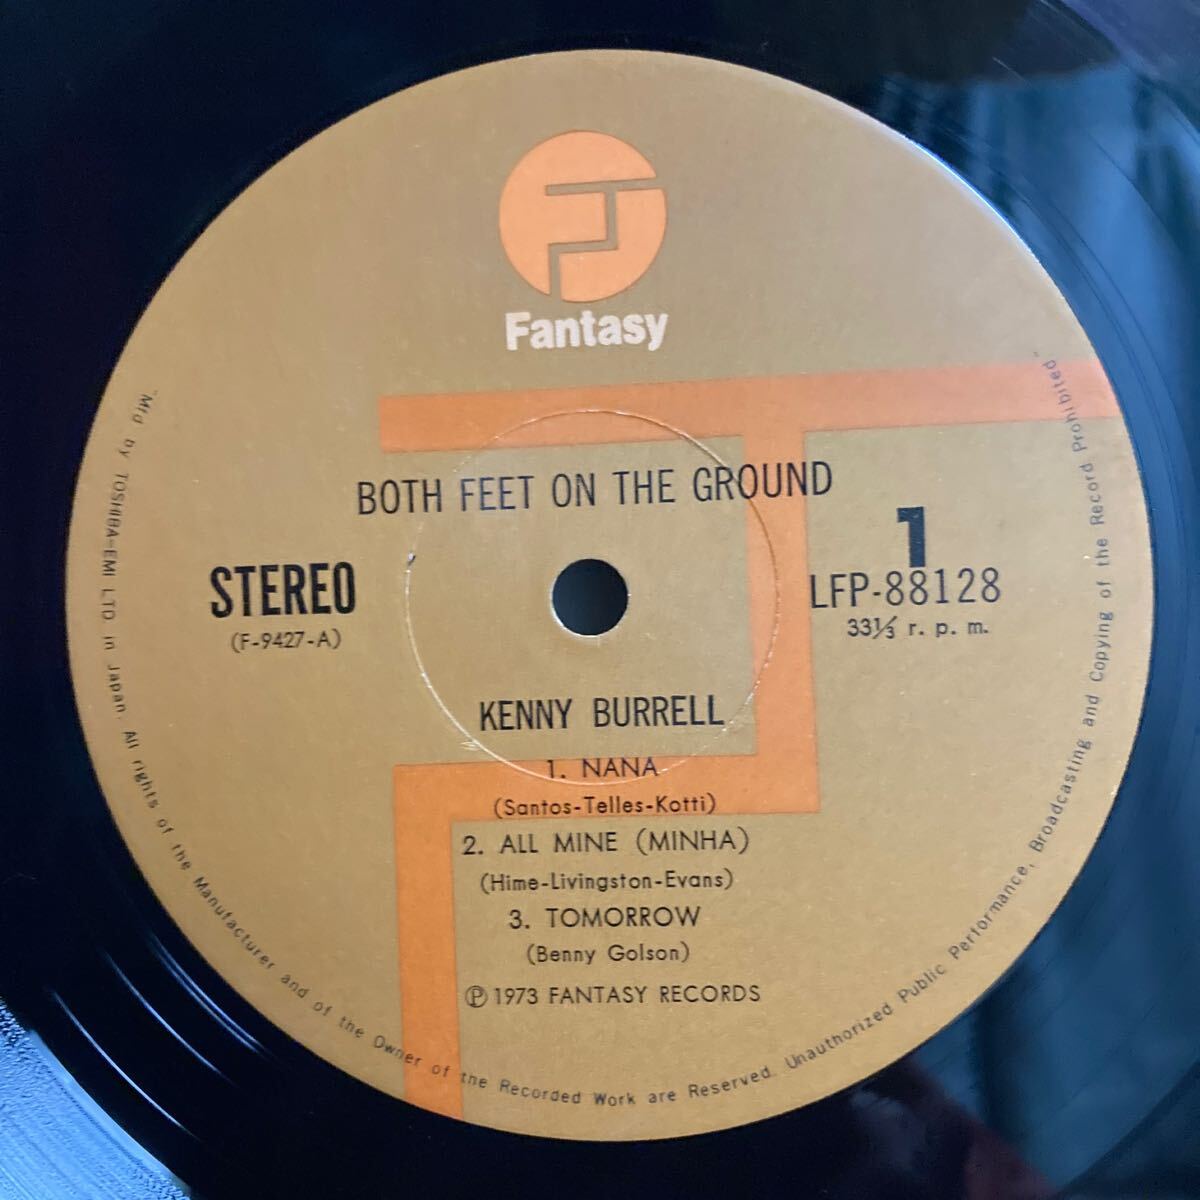 Fantasy
BOTH FEET ON THE GROUND
STEREO
(F-9427-A)
1
LFP-88128
33⅓ r. p. m.
KENNY BURRELL
1. NANA
(Santos-Telles-Kotti)
2. ALL MINE (MINHA)
(Hime-Livingston-Evans)
3. TOMORROW
(Benny Golson)
Ⓟ 1973 FANTASY RECORDS
"Mfd by TOSHIBA-EMI LTD in Japan. All rights of the Manufacturer and of the Owner of the Recorded Work are Reserved. Unauthorized Public Performance, Broadcasting and Copying of the Record Prohibited"